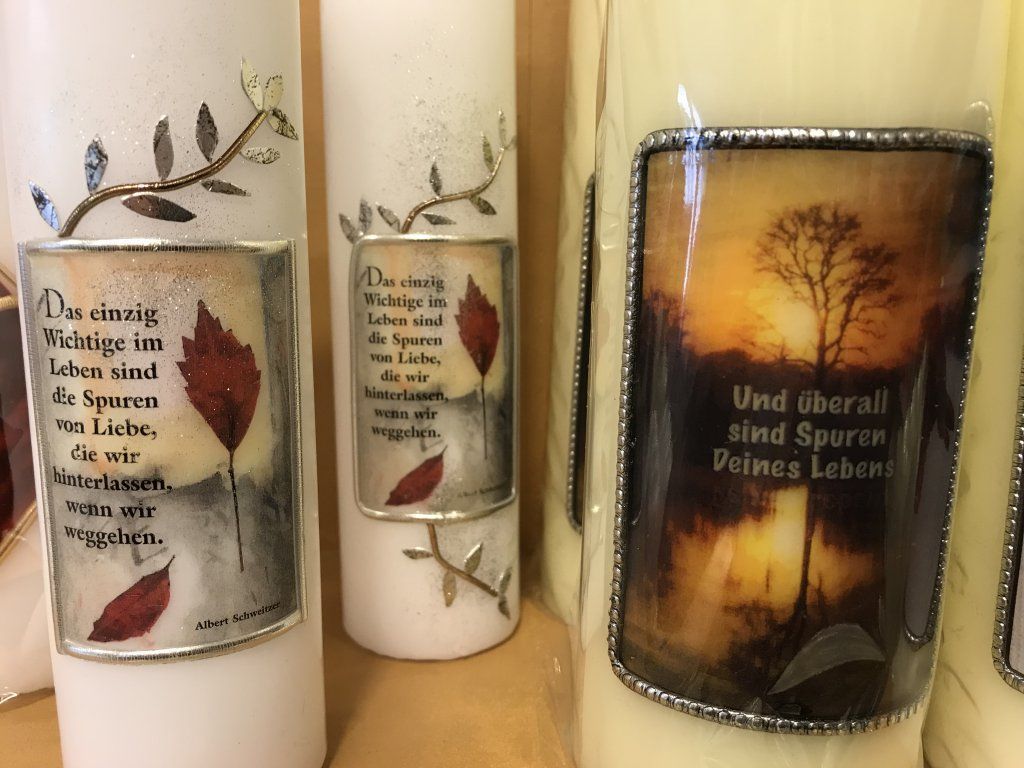 Das einzig
Wichtige im
Leben sind
die Spuren
von Liebe,
die wir
hinterlassen,
wenn wir
weggehen.
Albert Schweitzer
Das einzig
Wichtige im
Leben sind
die Spuren
von Liebe,
die wir
hinterlassen,
wenn wir
weggehen.
Albert Schweitzer
Und überall
sind Spuren
Deines Lebens